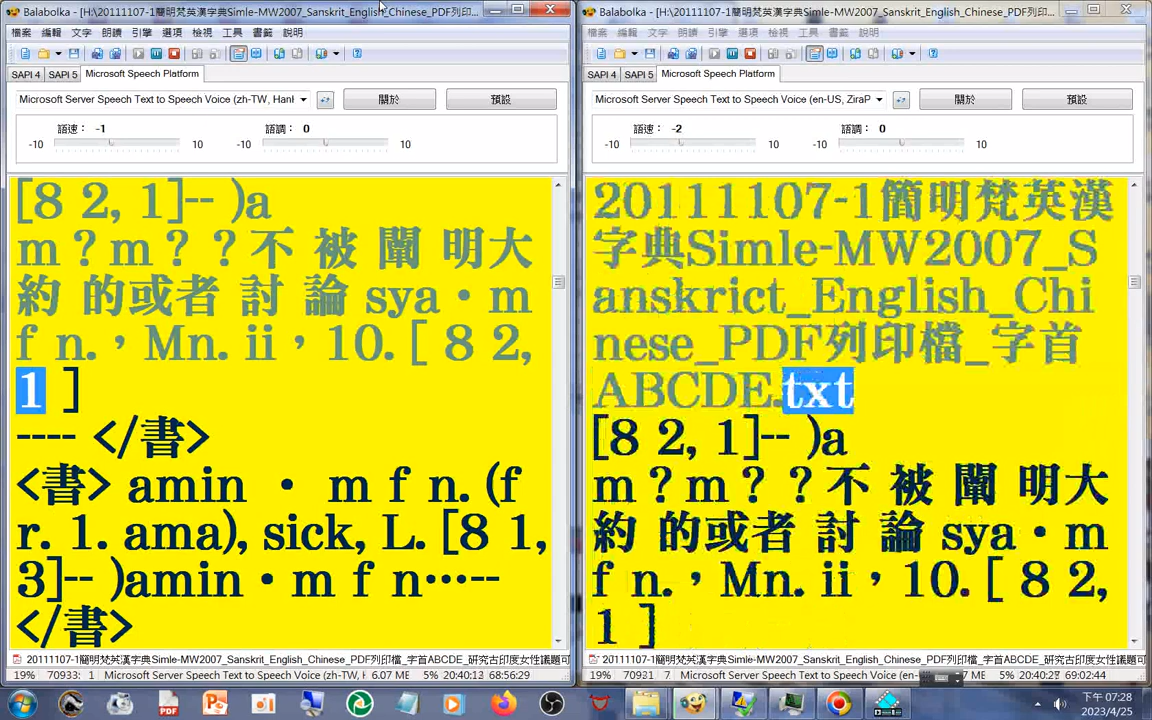 Balabolka - [H:\20111107-1簡明梵英漢字典Simle-MW2007_Sanskrit_English_Chinese_PDF列印...
檔案 編輯 文字 朗讀 引擎 選項 檢視 工具 書籤 說明
SAPI 4 SAPI 5 Microsoft Speech Platform
Microsoft Server Speech Text to Speech Voice (zh-TW, Hanl 關於 預設
語速： -1 語調： 0
-10 10 -10 10
[8 2, 1]-- )a
m？m？？不 被 闡 明大
約 的或者 討 論 sya・m
f n.，Mn. ii，10. [ 8 2,
1 ]
---- </書>
<書> amin ・ m f n. (f
r. 1. ama), sick, L. [8 1,
3]-- )amin・m f n…--
</書>
20111107-1簡明梵英漢字典Simle-MW2007_Sanskrit_English_Chinese_PDF列印檔_字首ABCDE_研究古印度女性議題可
19% 70933: 1 Microsoft Server Speech Text to Speech Voice (zh-TW, H 6.07 MB 5% 20:40:13 68:56:29
Balabolka - [H:\20111107-1簡明梵英漢字典Simle-MW2007_Sanskrit_English_Chinese_PDF列印...
檔案 編輯 文字 朗讀 引擎 選項 檢視 工具 書籤 說明
SAPI 4 SAPI 5 Microsoft Speech Platform
Microsoft Server Speech Text to Speech Voice (en-US, ZiraP 關於 預設
語速： -2 語調： 0
-10 10 -10 10
20111107-1簡明梵英漢
字典Simle-MW2007_S
anskrict_English_Chi
nese_PDF列印檔_字首
ABCDE.txt
[8 2, 1]-- )a
m？m？？不 被 闡 明大
約 的或者 討 論 sya・m
f n.，Mn. ii，10. [ 8 2,
1 ]
20111107-1簡明梵英漢字典Simle-MW2007_Sanskrit_English_Chinese_PDF列印檔_字首ABCDE_研究古印度女性議題可
19% 70931 7 Microsoft Server Speech Text to Speech Voice ME 5% 20:40:27 69:02:44
下午 07:28
2023/4/25